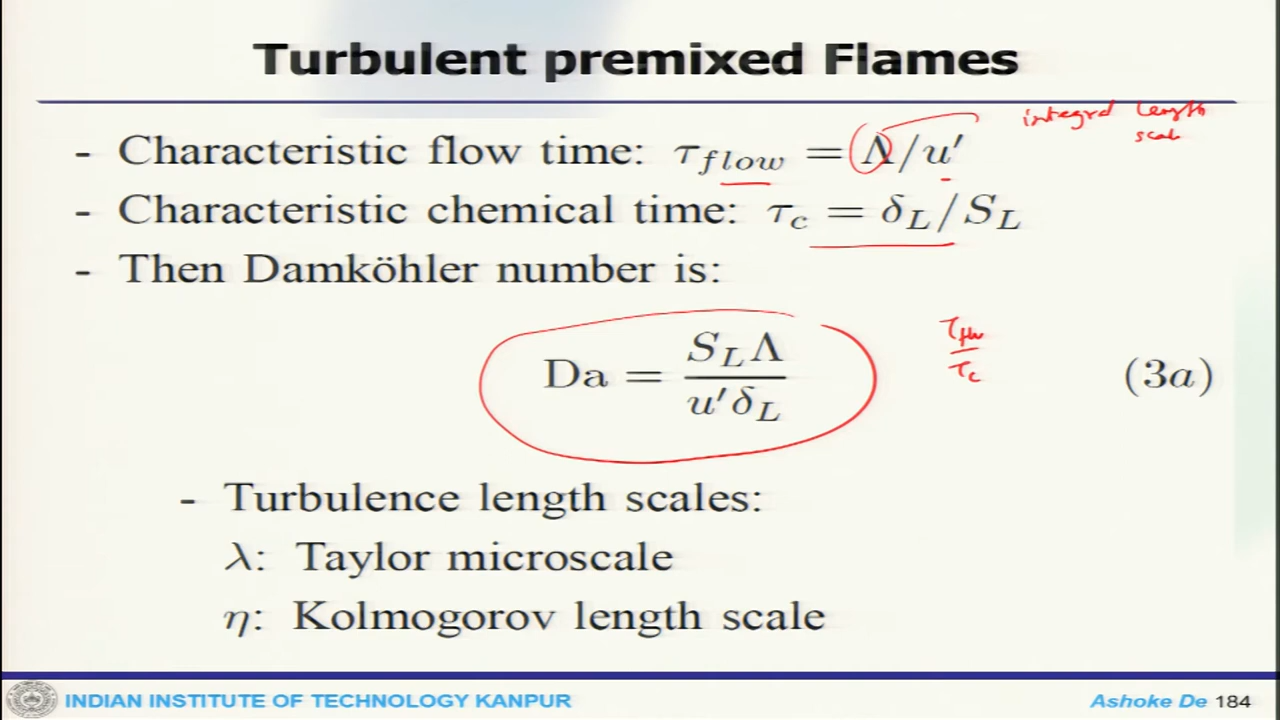 Turbulent premixed Flames
integral length
scale
- Characteristic flow time: τ_flow = Λ/u′
- Characteristic chemical time: τ_c = δ_L/S_L
- Then Damköhler number is:
Da = S_L Λ / u′ δ_L (3a)
τ_flw / τ_c
- Turbulence length scales:
λ: Taylor microscale
η: Kolmogorov length scale
INDIAN INSTITUTE OF TECHNOLOGY KANPUR
Ashoke De 184